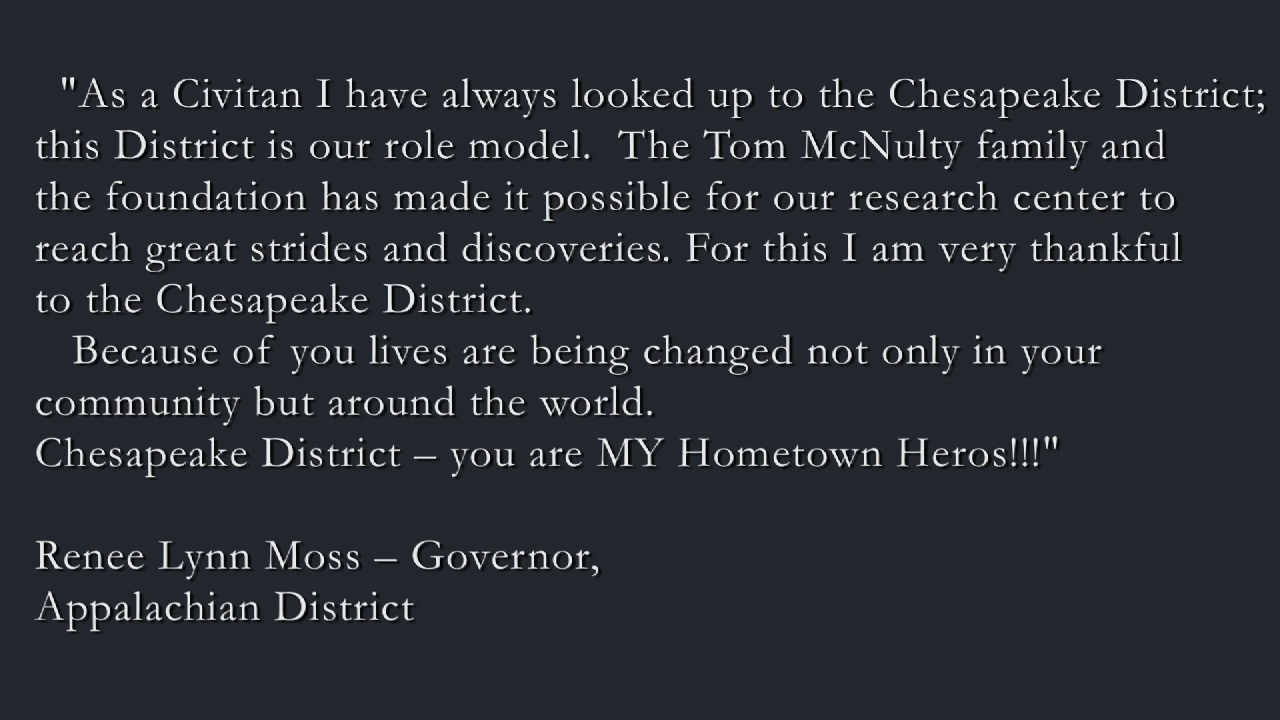 "As a Civitan I have always looked up to the Chesapeake District;
this District is our role model.  The Tom McNulty family and
the foundation has made it possible for our research center to
reach great strides and discoveries. For this I am very thankful
to the Chesapeake District.
Because of you lives are being changed not only in your
community but around the world.
Chesapeake District – you are MY Hometown Heros!!!"
Renee Lynn Moss – Governor,
Appalachian District